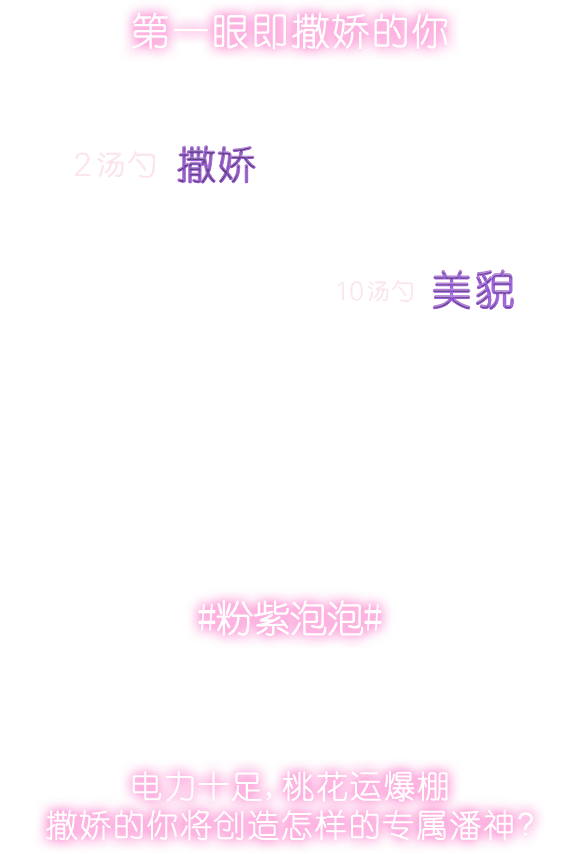 第一眼即撒娇的你
2汤勺 撒娇
10汤勺 美貌
#粉紫泡泡#
电力十足,桃花运爆棚
撒娇的你将创造怎样的专属潘神?